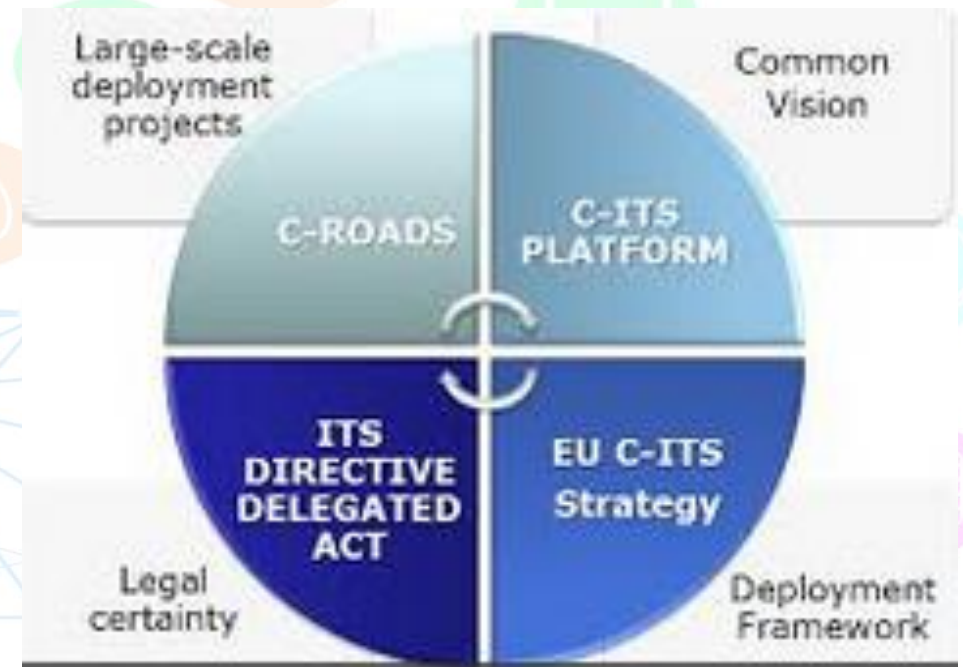 Large-scale
deployment
projects
Common
Vision
C-ROADS
C-ITS
PLATFORM
ITS
DIRECTIVE
DELEGATED
ACT
EU C-ITS
Strategy
Legal
certainty
Deployment
Framework